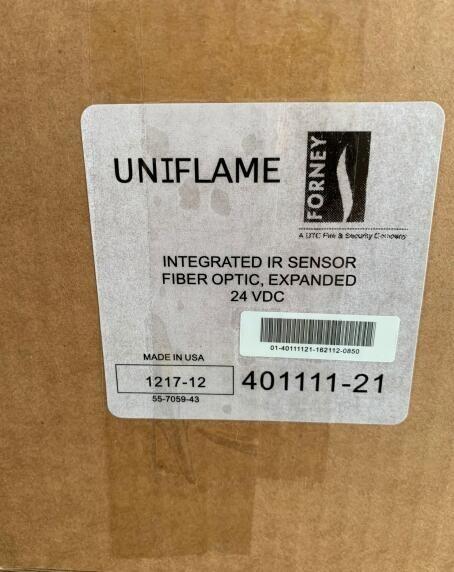 UNIFLAME
FORNEY
A UTC Fire & Security Company
INTEGRATED IR SENSOR
FIBER OPTIC, EXPANDED
24 VDC
01-40111121-162112-0850
MADE IN USA
1217-12
401111-21
55-7059-43